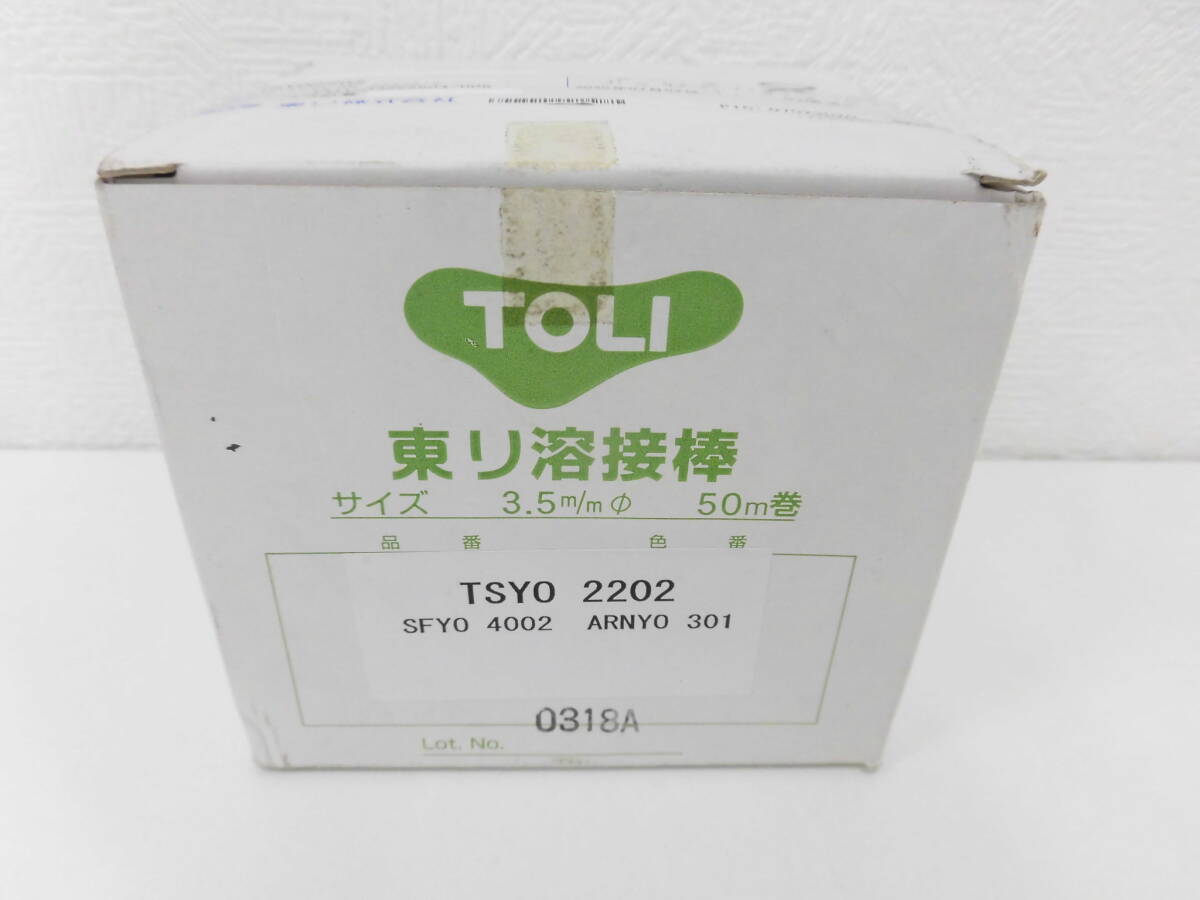 TOLI
東リ溶接棒
サイズ 3.5m/mφ 50m巻
品番 色番
TSYO 2202
SFYO 4002 ARNYO 301
0318A
Lot. No.